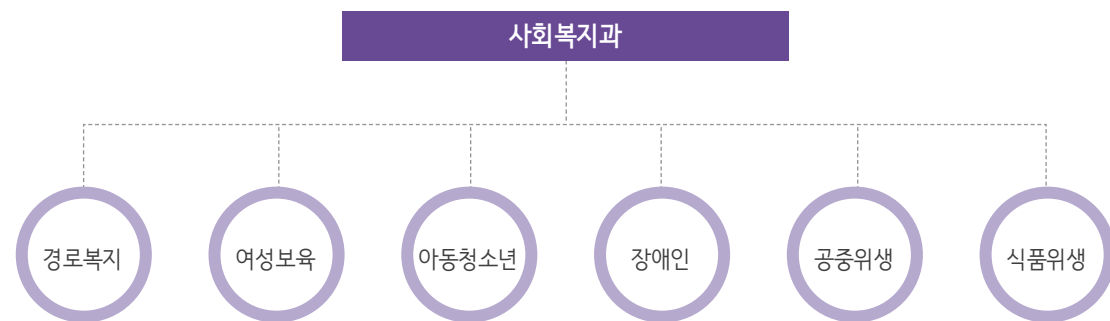 사회복지과
경로복지
여성보육
아동청소년
장애인
공중위생
식품위생